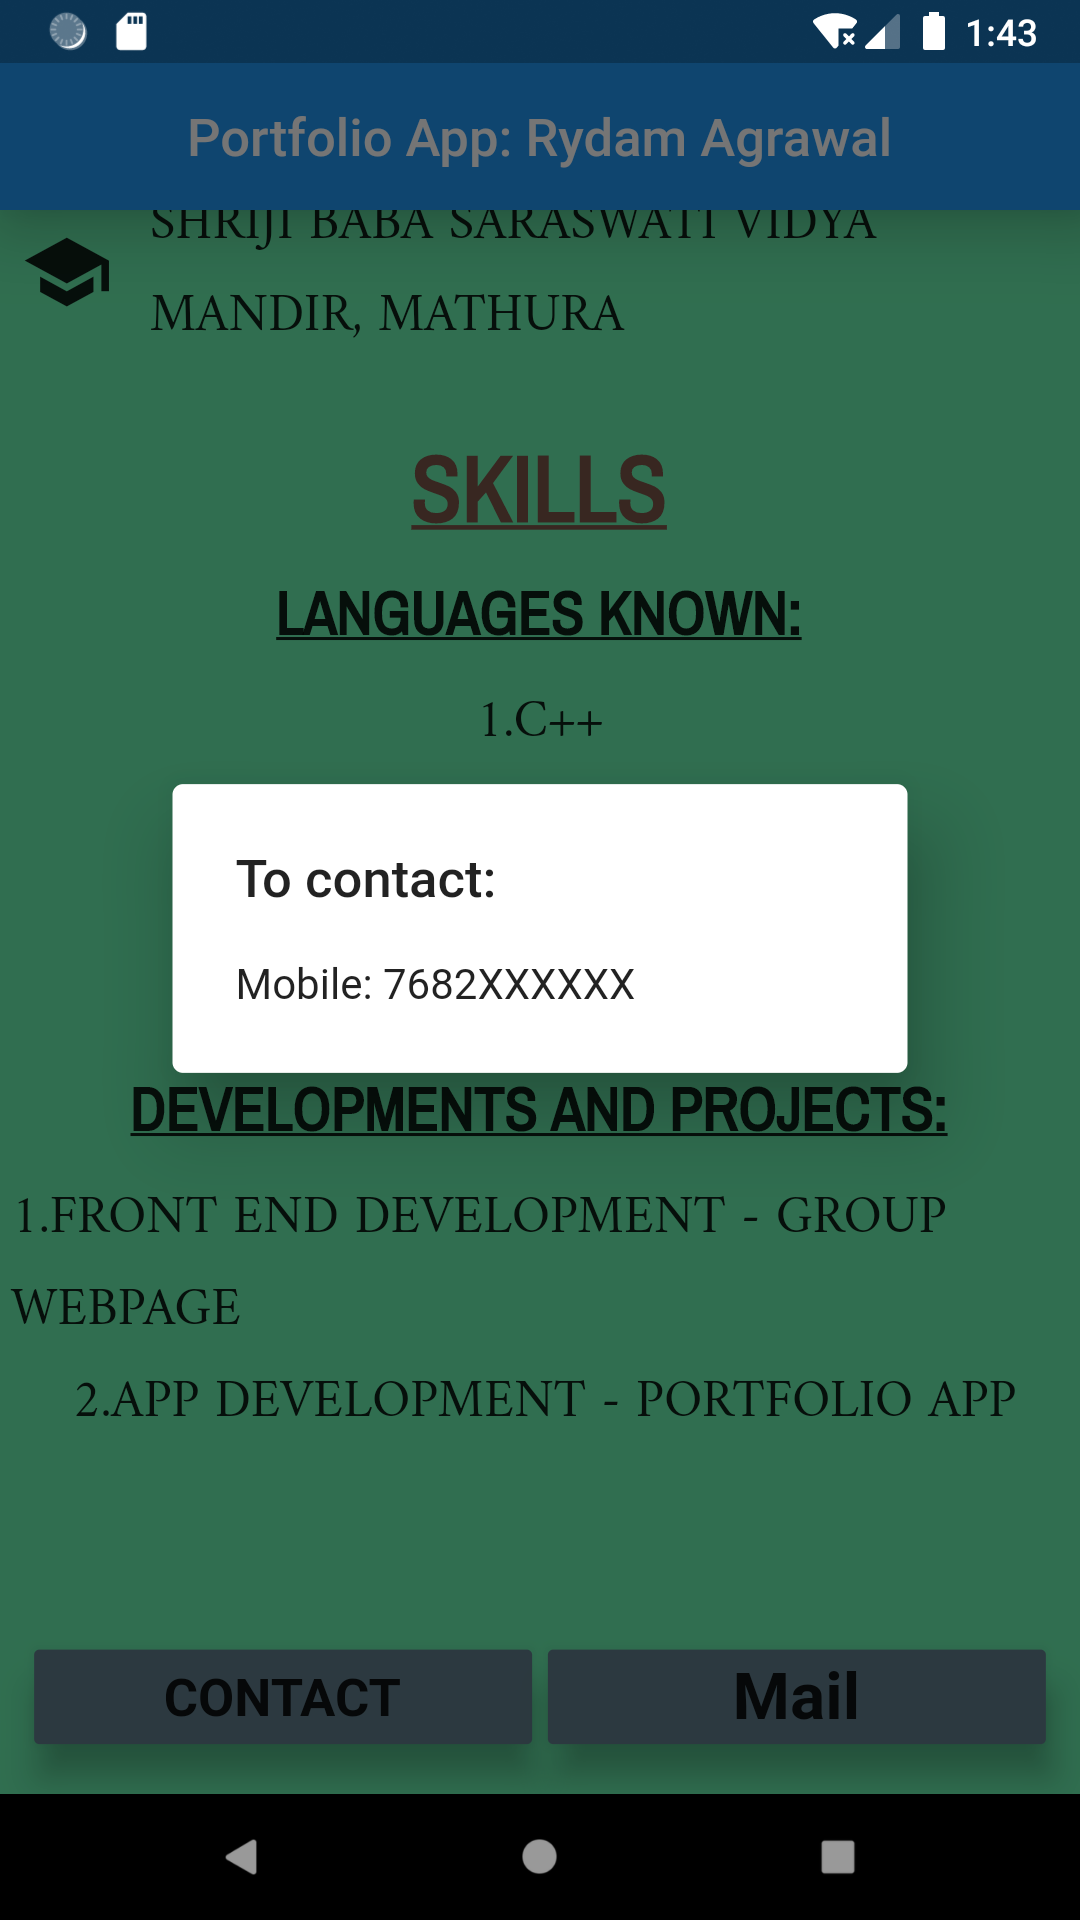 1:43
Portfolio App: Rydam Agrawal
SHRIJI BABA SARASWATI VIDYA
MANDIR, MATHURA
SKILLS
LANGUAGES KNOWN:
1.C++
To contact:
Mobile: 7682XXXXXX
DEVELOPMENTS AND PROJECTS:
1.FRONT END DEVELOPMENT - GROUP
WEBPAGE
2.APP DEVELOPMENT - PORTFOLIO APP
CONTACT
Mail